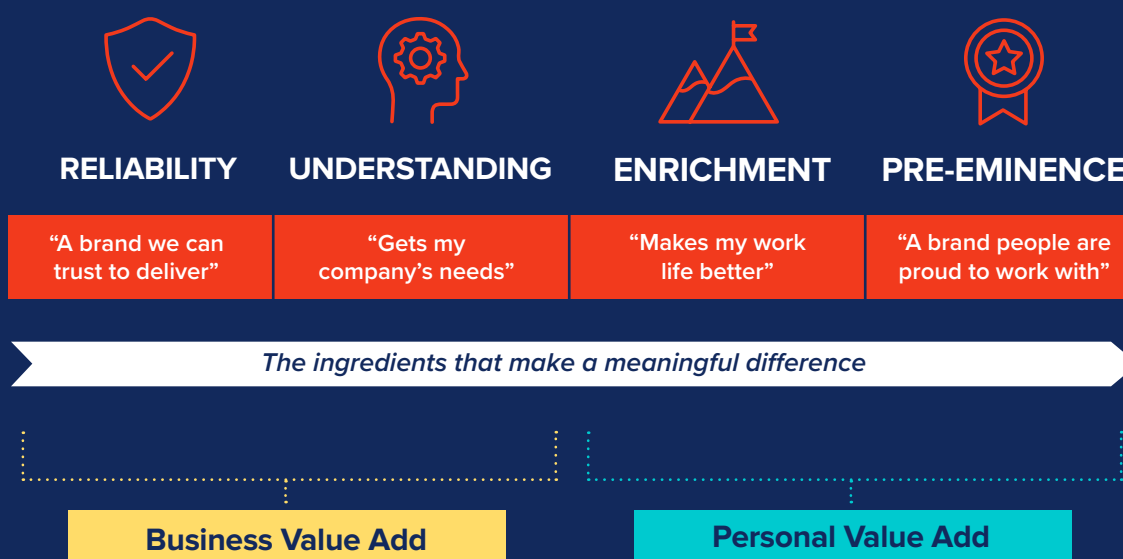 RELIABILITY
UNDERSTANDING
ENRICHMENT
PRE-EMINENCE
“A brand we can
trust to deliver”
“Gets my
company’s needs”
“Makes my work
life better”
“A brand people are
proud to work with”
The ingredients that make a meaningful difference
Business Value Add
Personal Value Add